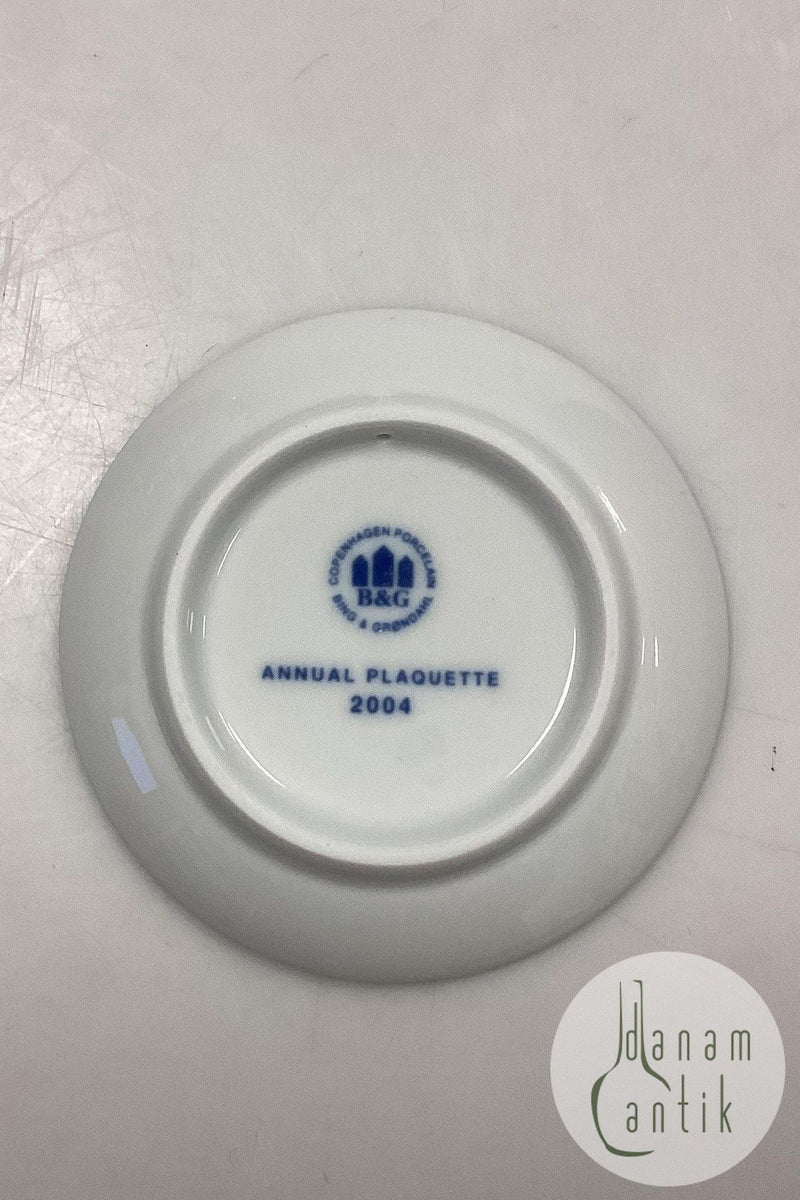 COPENHAGEN PORCELAIN
B&G
BING & GRØNDAHL
ANNUAL PLAQUETTE
2004
danam
antik